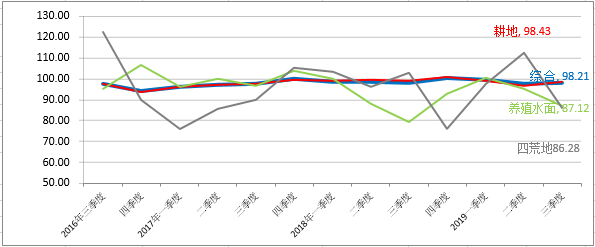 130.00
120.00
110.00
100.00
90.00
80.00
70.00
60.00
50.00
耕地, 98.43
综合, 98.21
养殖水面, 87.12
四荒地86.28
2016年三季度
四季度
2017年一季度
二季度
三季度
四季度
2018年一季度
二季度
三季度
四季度
2019一季度
二季度
三季度